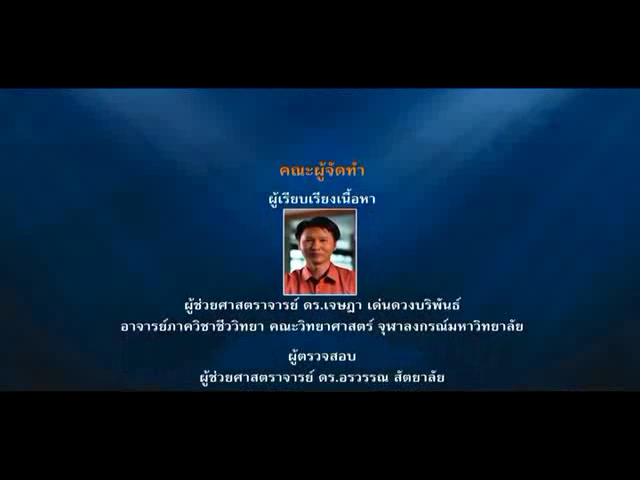 คณะผู้จัดทำ
ผู้เรียบเรียงเนื้อหา
ผู้ช่วยศาสตราจารย์ ดร.เจษฎา เด่นดวงบริพันธ์
อาจารย์ภาควิชาชีววิทยา คณะวิทยาศาสตร์ จุฬาลงกรณ์มหาวิทยาลัย
ผู้ตรวจสอบ
ผู้ช่วยศาสตราจารย์ ดร.อรวรรณ สัตยาลัย